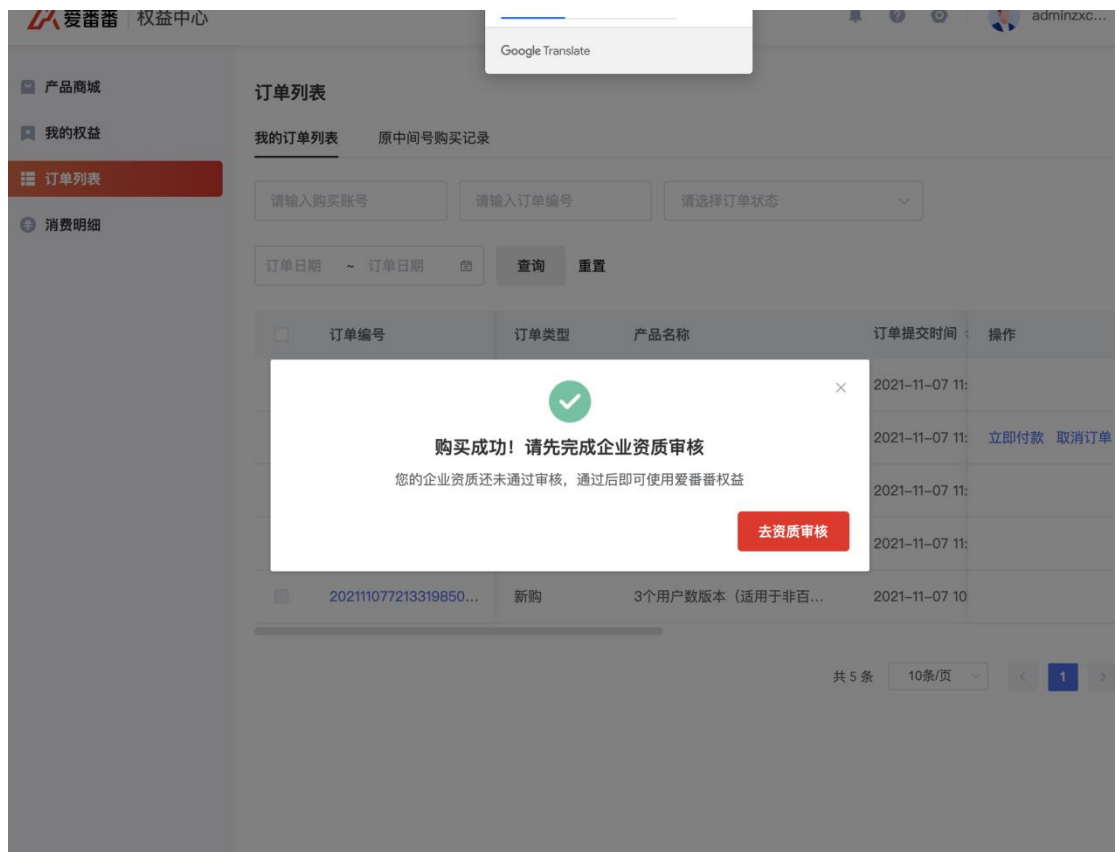 爱番番 权益中心
adminzxc...
Google Translate
产品商城
我的权益
订单列表
消费明细
订单列表
我的订单列表 原中间号购买记录
请输入购买账号 请输入订单编号 请选择订单状态
订单日期 ~ 订单日期 查询 重置
订单编号 订单类型 产品名称 订单提交时间 操作
2021-11-07 11:
2021-11-07 11: 立即付款 取消订单
2021-11-07 11:
2021-11-07 11:
购买成功！请先完成企业资质审核
您的企业资质还未通过审核，通过后即可使用爱番番权益
去资质审核
202111077213319850... 新购 3个用户数版本（适用于非百... 2021-11-07 10
共 5 条 10条/页 < 1 >